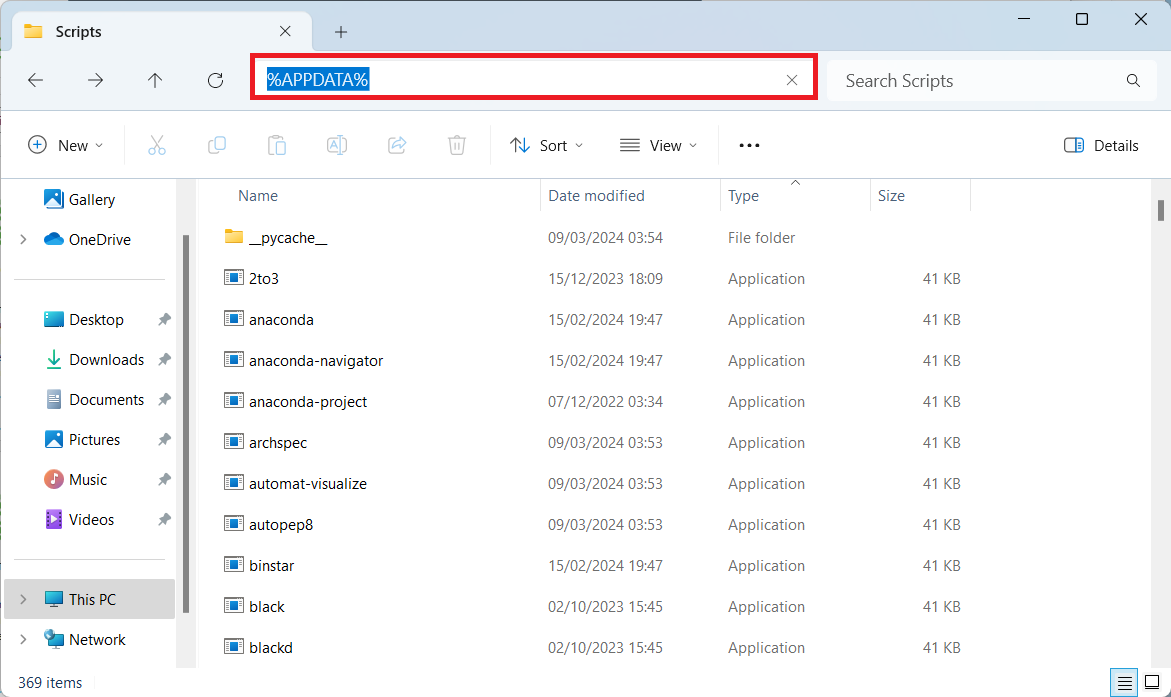 Scripts
%APPDATA%
Search Scripts
New
Sort
View
Details
Gallery
OneDrive
Desktop
Downloads
Documents
Pictures
Music
Videos
This PC
Network
Name Date modified Type Size
__pycache__ 09/03/2024 03:54 File folder
2to3 15/12/2023 18:09 Application 41 KB
anaconda 15/02/2024 19:47 Application 41 KB
anaconda-navigator 15/02/2024 19:47 Application 41 KB
anaconda-project 07/12/2022 03:34 Application 41 KB
archspec 09/03/2024 03:53 Application 41 KB
automat-visualize 09/03/2024 03:53 Application 41 KB
autopep8 09/03/2024 03:53 Application 41 KB
binstar 15/02/2024 19:47 Application 41 KB
black 02/10/2023 15:45 Application 41 KB
blackd 02/10/2023 15:45 Application 41 KB
369 items